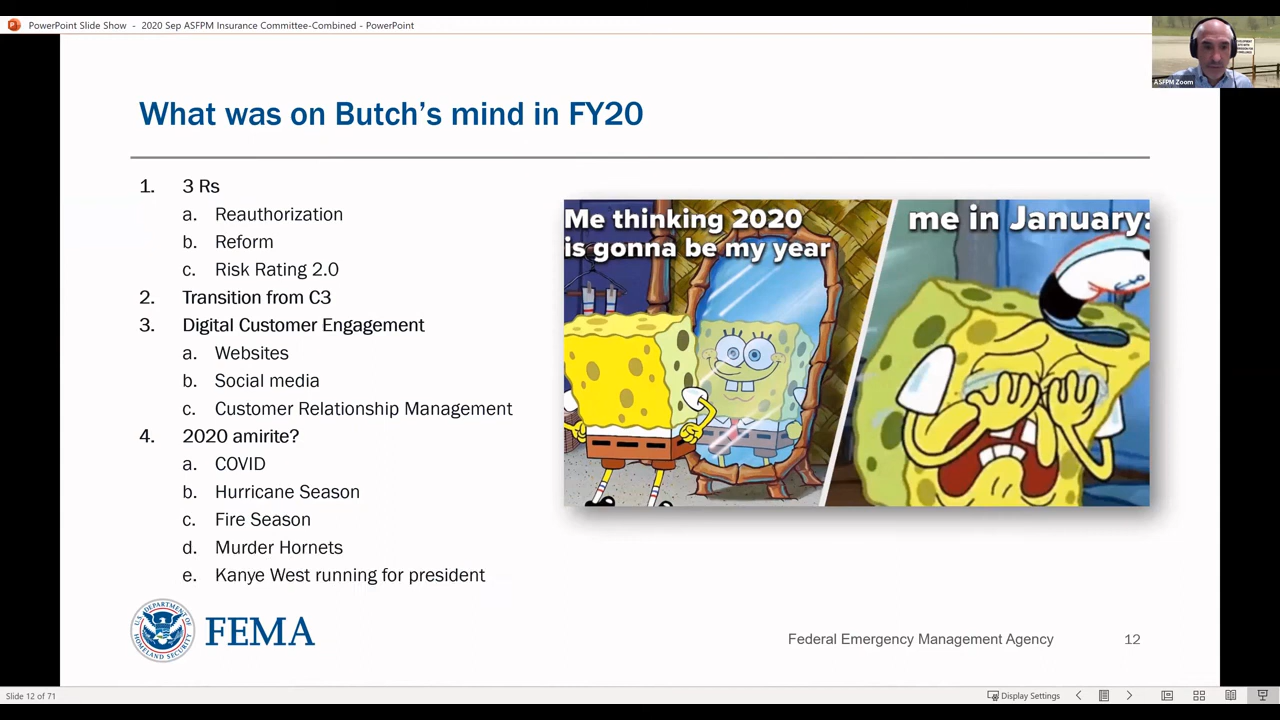 PowerPoint Slide Show - 2020 Sep ASFPM Insurance Committee-Combined - PowerPoint
ASFPM Zoom
What was on Butch's mind in FY20
1. 3 Rs
a. Reauthorization
b. Reform
c. Risk Rating 2.0
2. Transition from C3
3. Digital Customer Engagement
a. Websites
b. Social media
c. Customer Relationship Management
4. 2020 amirite?
a. COVID
b. Hurricane Season
c. Fire Season
d. Murder Hornets
e. Kanye West running for president
Me thinking 2020
is gonna be my year
me in January:
FEMA
Federal Emergency Management Agency
12
Slide 12 of 71
Display Settings